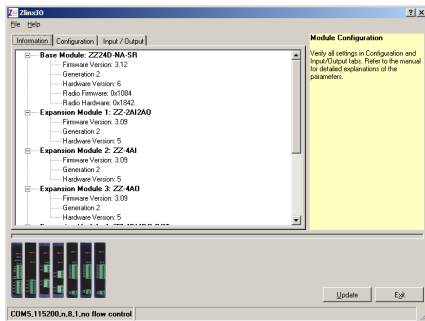 ZlinxIO
File Help
Information Configuration Input / Output
Base Module: ZZ24D-NA-SR
Firmware Version: 3.12
Generation 2
Hardware Version: 6
Radio Firmware: 0x1084
Radio Hardware: 0x1842
Expansion Module 1: ZZ-2AI2AO
Firmware Version: 3.09
Generation 2
Hardware Version: 5
Expansion Module 2: ZZ-4AI
Firmware Version: 3.09
Generation 2
Hardware Version: 5
Expansion Module 3: ZZ-4AO
Firmware Version: 3.09
Generation 2
Hardware Version: 5
Module Configuration
Verify all settings in Configuration and
Input/Output tabs. Refer to the manual
for detailed explanations of the
parameters.
Update Exit
COM5,115200,n,8,1,no flow control